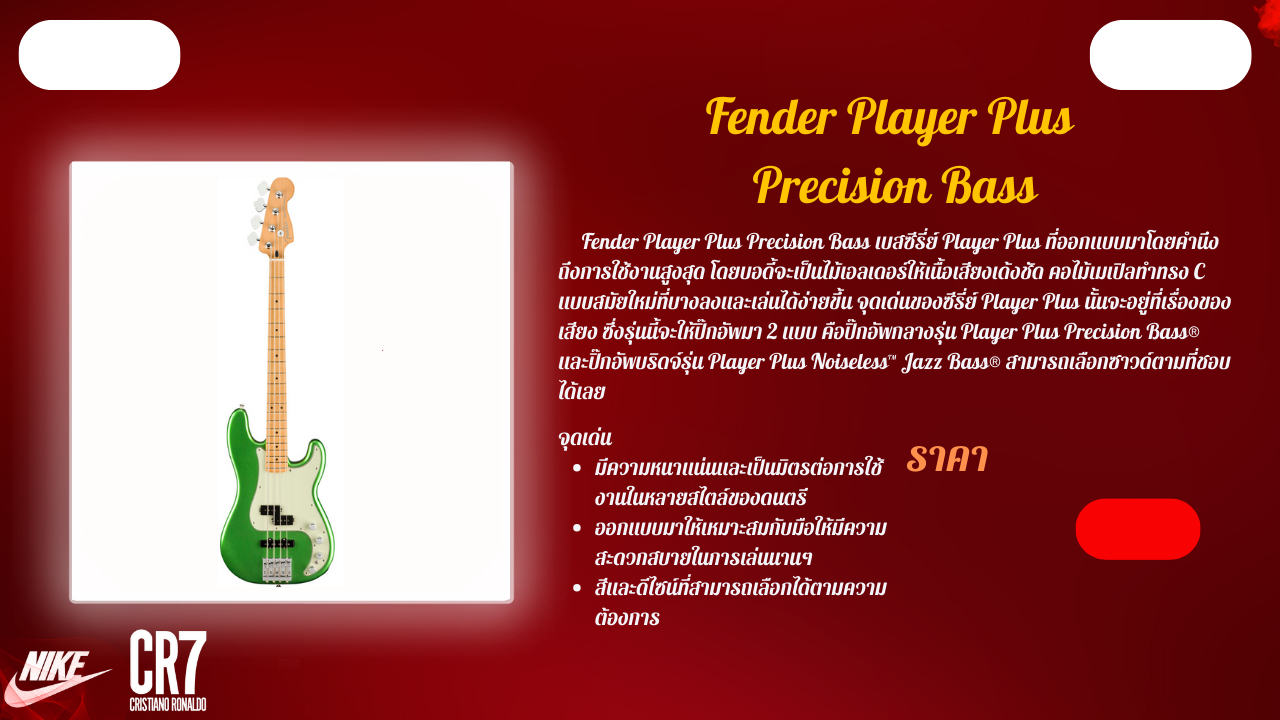 Fender Player Plus
Precision Bass
Fender Player Plus Precision Bass เบสซีรี่ย์ Player Plus ที่ออกแบบมาโดยคำนึง
ถึงการใช้งานสูงสุด โดยบอดี้จะเป็นไม้เอลเดอร์ให้เนื้อเสียงเด้งชัด คอไม้เมเปิลทำทรง C
แบบสมัยใหม่ที่บางลงและเล่นได้ง่ายขึ้น จุดเด่นของซีรี่ย์ Player Plus นั้นจะอยู่ที่เรื่องของ
เสียง ซึ่งรุ่นนี้จะให้ปิ๊กอัพมา 2 แบบ คือปิ๊กอัพกลางรุ่น Player Plus Precision Bass®
และปิ๊กอัพบริดจ์รุ่น Player Plus Noiseless™ Jazz Bass® สามารถเลือกซาวด์ตามที่ชอบ
ได้เลย
จุดเด่น
• มีความหนาแน่นและเป็นมิตรต่อการใช้
งานในหลายสไตล์ของดนตรี
• ออกแบบมาให้เหมาะสมกับมือให้มีความ
สะดวกสบายในการเล่นนานๆ
• สีและดีไซน์ที่สามารถเลือกได้ตามความ
ต้องการ
ราคา
NIKE
CR7
CRISTIANO RONALDO